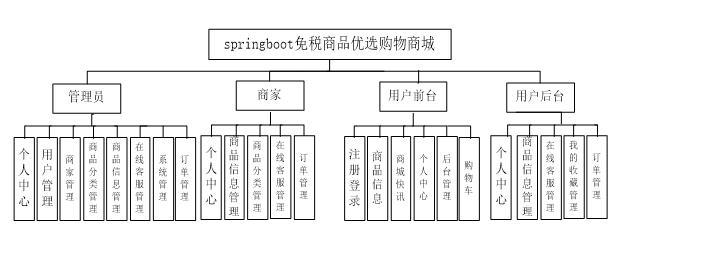 springboot免税商品优选购物商城
管理员
商家
用户前台
用户后台
个人中心
用户管理
商家管理
商品分类管理
商品信息管理
在线客服管理
系统管理
订单管理
个人中心
商品信息管理
商品分类管理
在线客服管理
订单管理
注册登录
商品信息
商城快讯
个人中心
后台管理
购物车
个人中心
商品信息管理
在线客服管理
我的收藏管理
订单管理